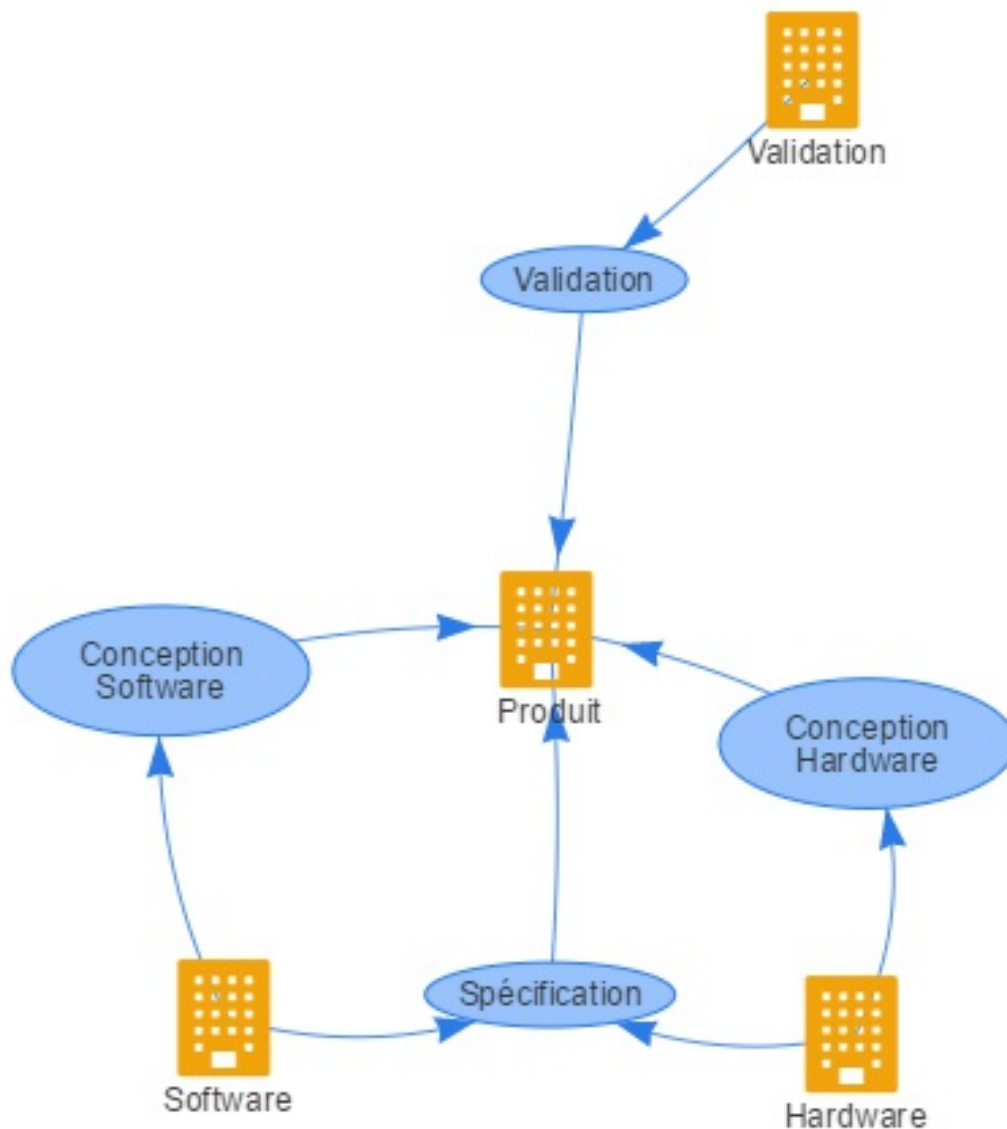 Validation
Validation
Conception
Software
Produit
Conception
Hardware
Spécification
Software
Hardware